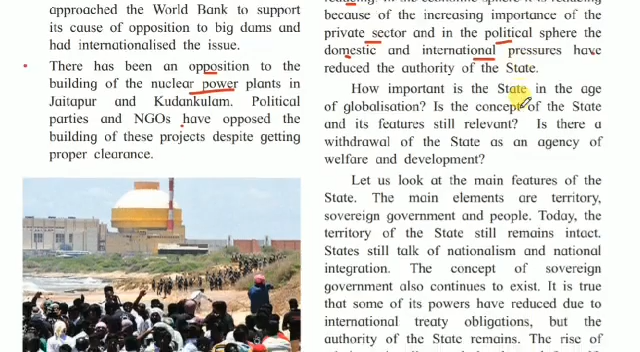 approached the World Bank to support
its cause of opposition to big dams and
had internationalised the issue.
• There has been an opposition to the
building of the nuclear power plants in
Jaitapur and Kudankulam. Political
parties and NGOs have opposed the
building of these projects despite getting
proper clearance.
because of the increasing importance of the
private sector and in the political sphere the
domestic and international pressures have
reduced the authority of the State.
How important is the State in the age
of globalisation? Is the concept of the State
and its features still relevant? Is there a
withdrawal of the State as an agency of
welfare and development?
Let us look at the main features of the
State. The main elements are territory,
sovereign government and people. Today, the
territory of the State still remains intact.
States still talk of nationalism and national
integration. The concept of sovereign
government also continues to exist. It is true
that some of its powers have reduced due to
international treaty obligations, but the
authority of the State remains. The rise of